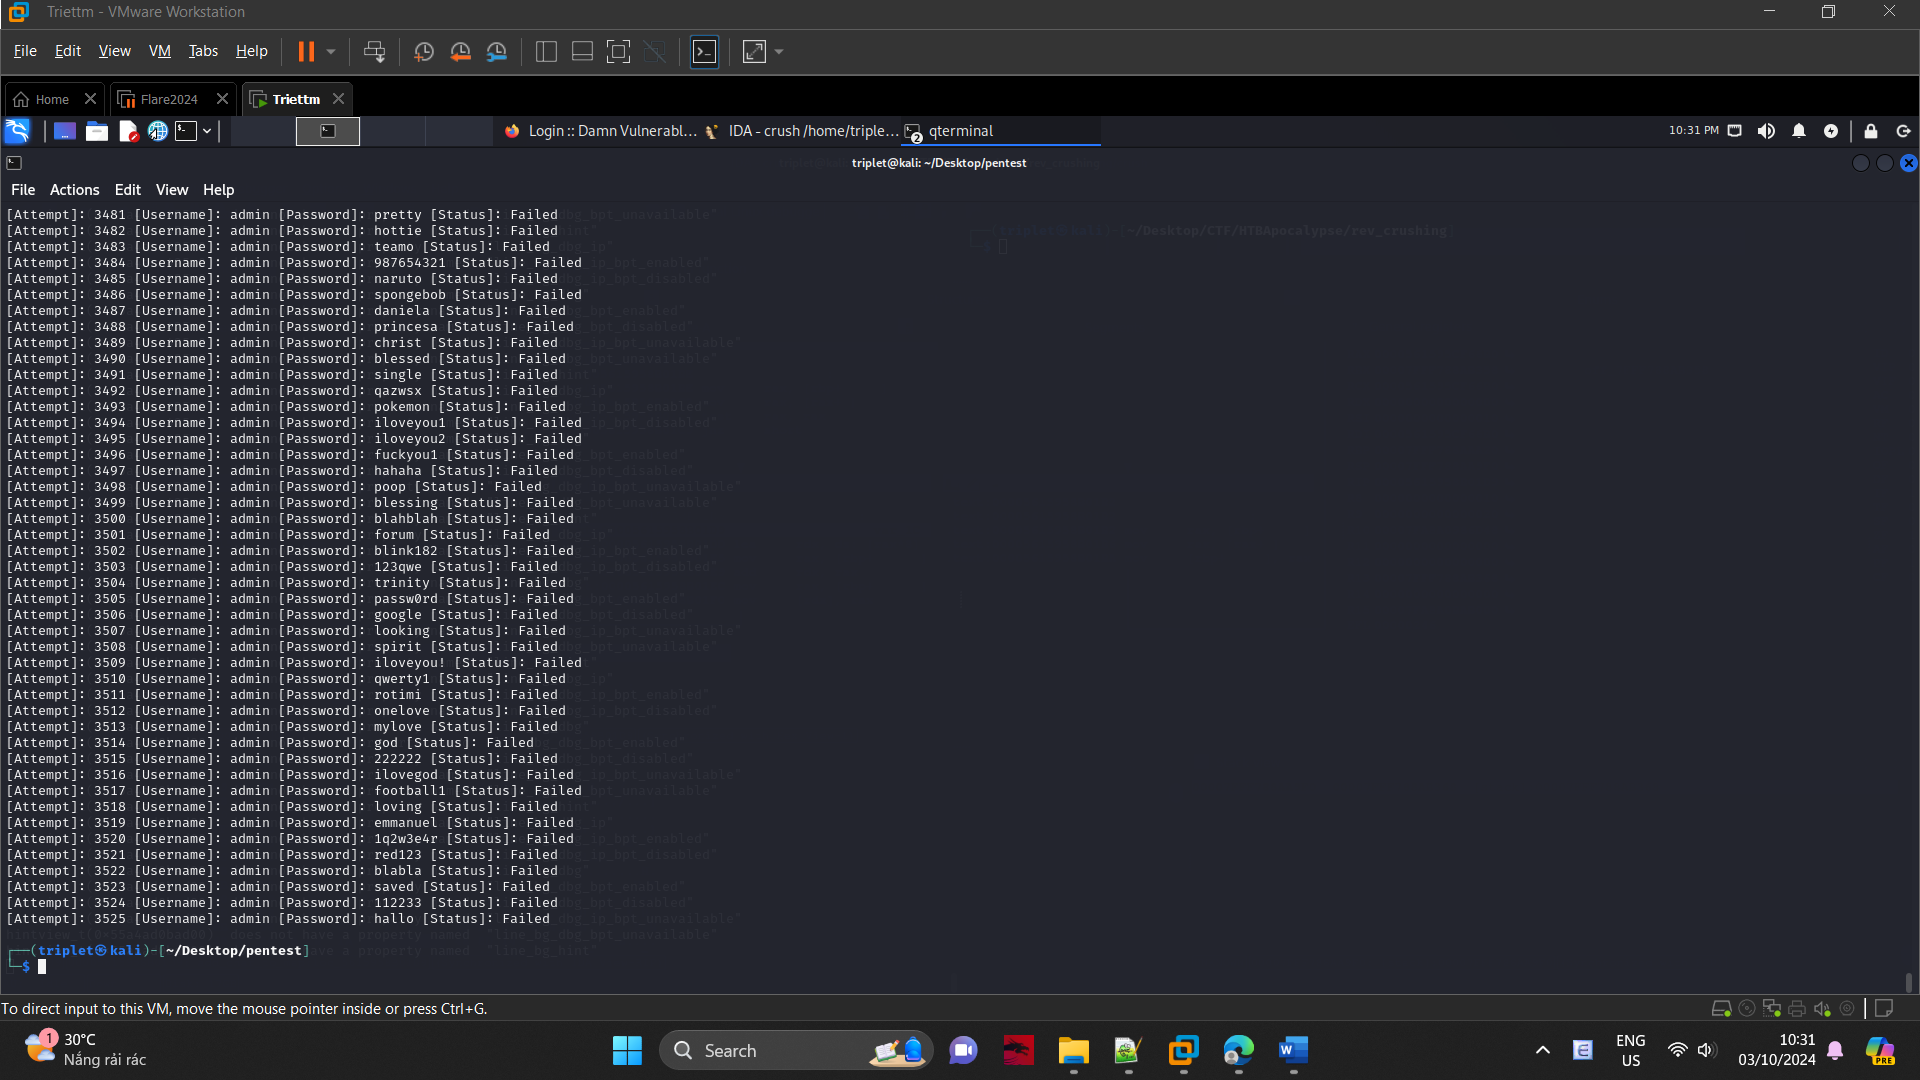 Triettm - VMware Workstation
File Edit View VM Tabs Help
Home Flare2024 Triettm
Login :: Damn Vulnerabl... IDA - crush /home/triple... 2 qterminal 10:31 PM
triplet@kali: ~/Desktop/pentest
File Actions Edit View Help
[Attempt]: 3481 [Username]: admin [Password]: pretty [Status]: Failed
[Attempt]: 3482 [Username]: admin [Password]: hottie [Status]: Failed
[Attempt]: 3483 [Username]: admin [Password]: teamo [Status]: Failed
[Attempt]: 3484 [Username]: admin [Password]: 987654321 [Status]: Failed
[Attempt]: 3485 [Username]: admin [Password]: naruto [Status]: Failed
[Attempt]: 3486 [Username]: admin [Password]: spongebob [Status]: Failed
[Attempt]: 3487 [Username]: admin [Password]: daniela [Status]: Failed
[Attempt]: 3488 [Username]: admin [Password]: princesa [Status]: Failed
[Attempt]: 3489 [Username]: admin [Password]: christ [Status]: Failed
[Attempt]: 3490 [Username]: admin [Password]: blessed [Status]: Failed
[Attempt]: 3491 [Username]: admin [Password]: single [Status]: Failed
[Attempt]: 3492 [Username]: admin [Password]: qazwsx [Status]: Failed
[Attempt]: 3493 [Username]: admin [Password]: pokemon [Status]: Failed
[Attempt]: 3494 [Username]: admin [Password]: iloveyou1 [Status]: Failed
[Attempt]: 3495 [Username]: admin [Password]: iloveyou2 [Status]: Failed
[Attempt]: 3496 [Username]: admin [Password]: fuckyou1 [Status]: Failed
[Attempt]: 3497 [Username]: admin [Password]: hahaha [Status]: Failed
[Attempt]: 3498 [Username]: admin [Password]: poop [Status]: Failed
[Attempt]: 3499 [Username]: admin [Password]: blessing [Status]: Failed
[Attempt]: 3500 [Username]: admin [Password]: blahblah [Status]: Failed
[Attempt]: 3501 [Username]: admin [Password]: forum [Status]: Failed
[Attempt]: 3502 [Username]: admin [Password]: blink182 [Status]: Failed
[Attempt]: 3503 [Username]: admin [Password]: 123qwe [Status]: Failed
[Attempt]: 3504 [Username]: admin [Password]: trinity [Status]: Failed
[Attempt]: 3505 [Username]: admin [Password]: passw0rd [Status]: Failed
[Attempt]: 3506 [Username]: admin [Password]: google [Status]: Failed
[Attempt]: 3507 [Username]: admin [Password]: looking [Status]: Failed
[Attempt]: 3508 [Username]: admin [Password]: spirit [Status]: Failed
[Attempt]: 3509 [Username]: admin [Password]: iloveyou! [Status]: Failed
[Attempt]: 3510 [Username]: admin [Password]: qwerty1 [Status]: Failed
[Attempt]: 3511 [Username]: admin [Password]: rotimi [Status]: Failed
[Attempt]: 3512 [Username]: admin [Password]: onelove [Status]: Failed
[Attempt]: 3513 [Username]: admin [Password]: mylove [Status]: Failed
[Attempt]: 3514 [Username]: admin [Password]: god [Status]: Failed
[Attempt]: 3515 [Username]: admin [Password]: 222222 [Status]: Failed
[Attempt]: 3516 [Username]: admin [Password]: ilovegod [Status]: Failed
[Attempt]: 3517 [Username]: admin [Password]: football1 [Status]: Failed
[Attempt]: 3518 [Username]: admin [Password]: loving [Status]: Failed
[Attempt]: 3519 [Username]: admin [Password]: emmanuel [Status]: Failed
[Attempt]: 3520 [Username]: admin [Password]: 1q2w3e4r [Status]: Failed
[Attempt]: 3521 [Username]: admin [Password]: red123 [Status]: Failed
[Attempt]: 3522 [Username]: admin [Password]: blabla [Status]: Failed
[Attempt]: 3523 [Username]: admin [Password]: saved [Status]: Failed
[Attempt]: 3524 [Username]: admin [Password]: 112233 [Status]: Failed
[Attempt]: 3525 [Username]: admin [Password]: hallo [Status]: Failed
┌──(triplet㉿kali)-[~/Desktop/pentest]
└─$
To direct input to this VM, move the mouse pointer inside or press Ctrl+G.
1 30°C
Nắng rải rác
Search
ENG
US
10:31
03/10/2024
PRE